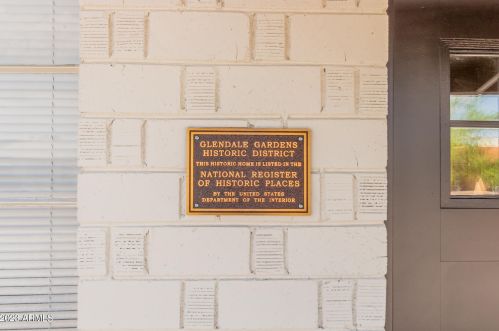 GLENDALE GARDENS
HISTORIC DISTRICT
THIS HISTORIC HOME IS LISTED IN THE
NATIONAL REGISTER
OF HISTORIC PLACES
BY THE UNITED STATES
DEPARTMENT OF THE INTERIOR
2023 ARMLS